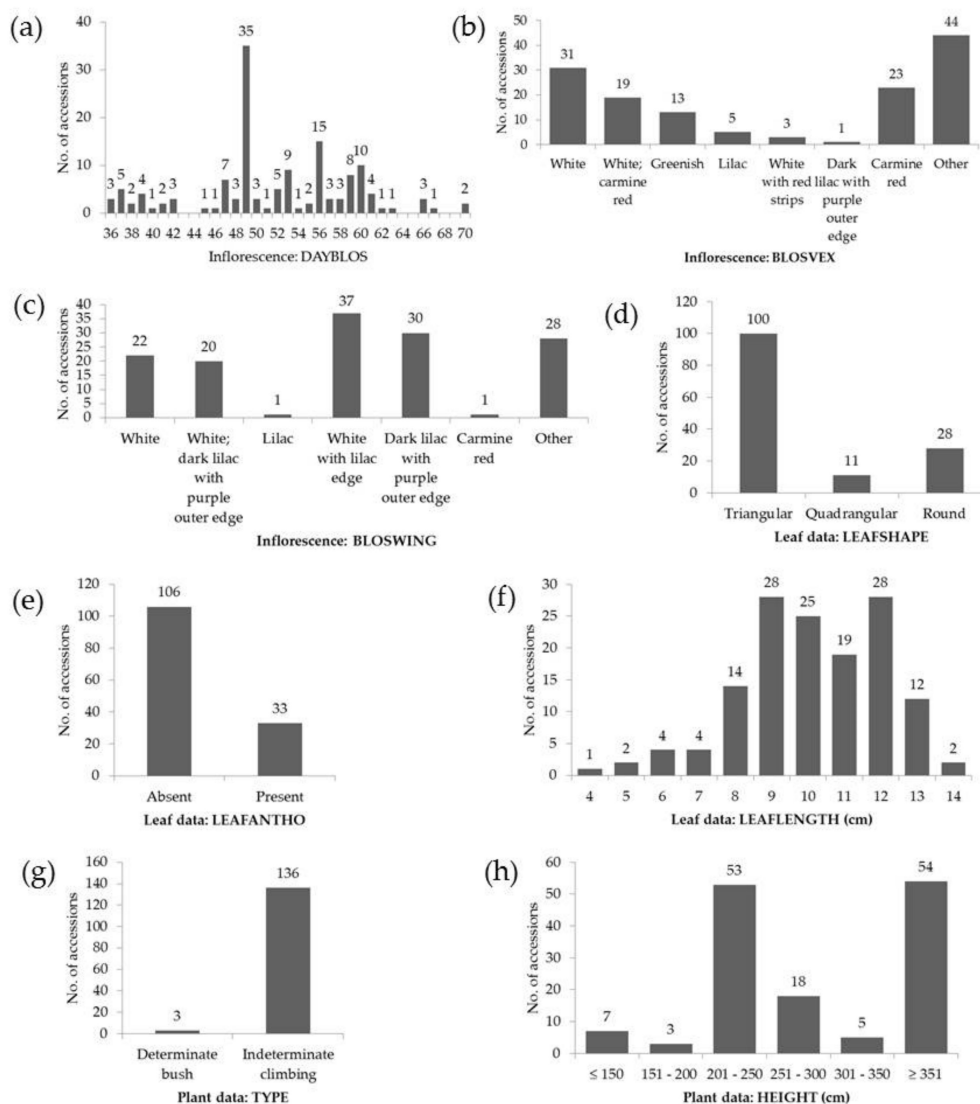 (a)
No. of accessions
40
30
20
10
0
3 5 2 4 1 2 3 1 1 7 3 35 3 1 5 9 1 2 15 3 3 8 10 4 1 1 3 1 2
36 38 39 40 42 44 46 48 50 52 54 56 58 60 62 64 66 68 70
Inflorescence: DAYBLOS
(b)
No. of accessions
50
40
30
20
10
0
31 19 13 5 3 1 23 44
White White; Greenish Lilac White Dark Carmine Other
carmine with red lilac with red
red strips purple
outer edge
Inflorescence: BLOSVEX
(c)
No. of accessions
40
35
30
25
20
15
10
5
0
22 20 1 37 30 1 28
White White; Lilac White Dark lilac Carmine Other
dark lilac with lilac with red
with edge purple
purple outer edge
outer edge
Inflorescence: BLOSWING
(d)
No. of accessions
120
100
80
60
40
20
0
100 11 28
Triangular Quadrangular Round
Leaf data: LEAFSHAPE
(e)
No. of accessions
120
100
80
60
40
20
0
106 33
Absent Present
Leaf data: LEAFANTHO
(f)
No. of accessions
30
25
20
15
10
5
0
1 2 4 4 14 28 25 19 28 12 2
4 5 6 7 8 9 10 11 12 13 14
Leaf data: LEAFLENGTH (cm)
(g)
No. of accessions
160
140
120
100
80
60
40
20
0
3 136
Determinate Indeterminate
bush climbing
Plant data: TYPE
(h)
No. of accessions
60
50
40
30
20
10
0
7 3 53 18 5 54
≤ 150 151 - 200 201 - 250 251 - 300 301 - 350 ≥ 351
Plant data: HEIGHT (cm)